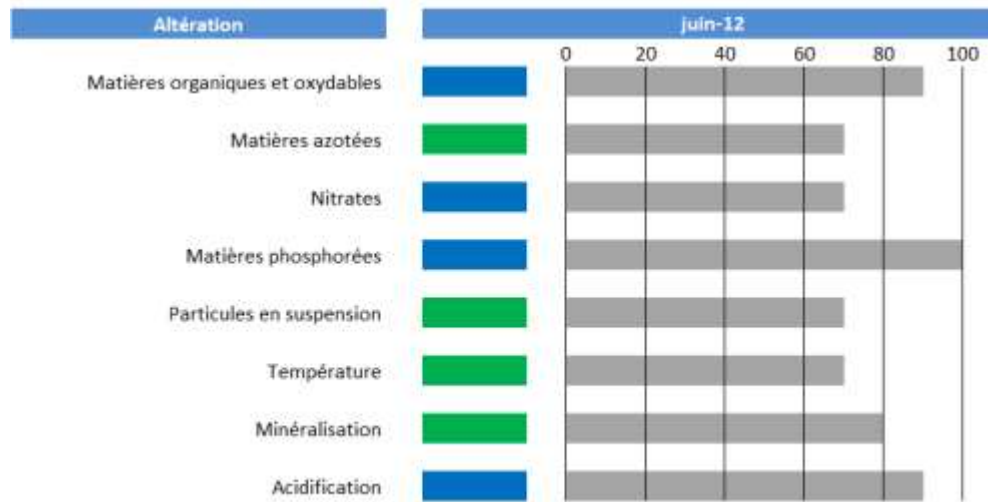 Altération
juin-12
0 20 40 60 80 100
Matières organiques et oxydables
Matières azotées
Nitrates
Matières phosphorées
Particules en suspension
Température
Minéralisation
Acidification